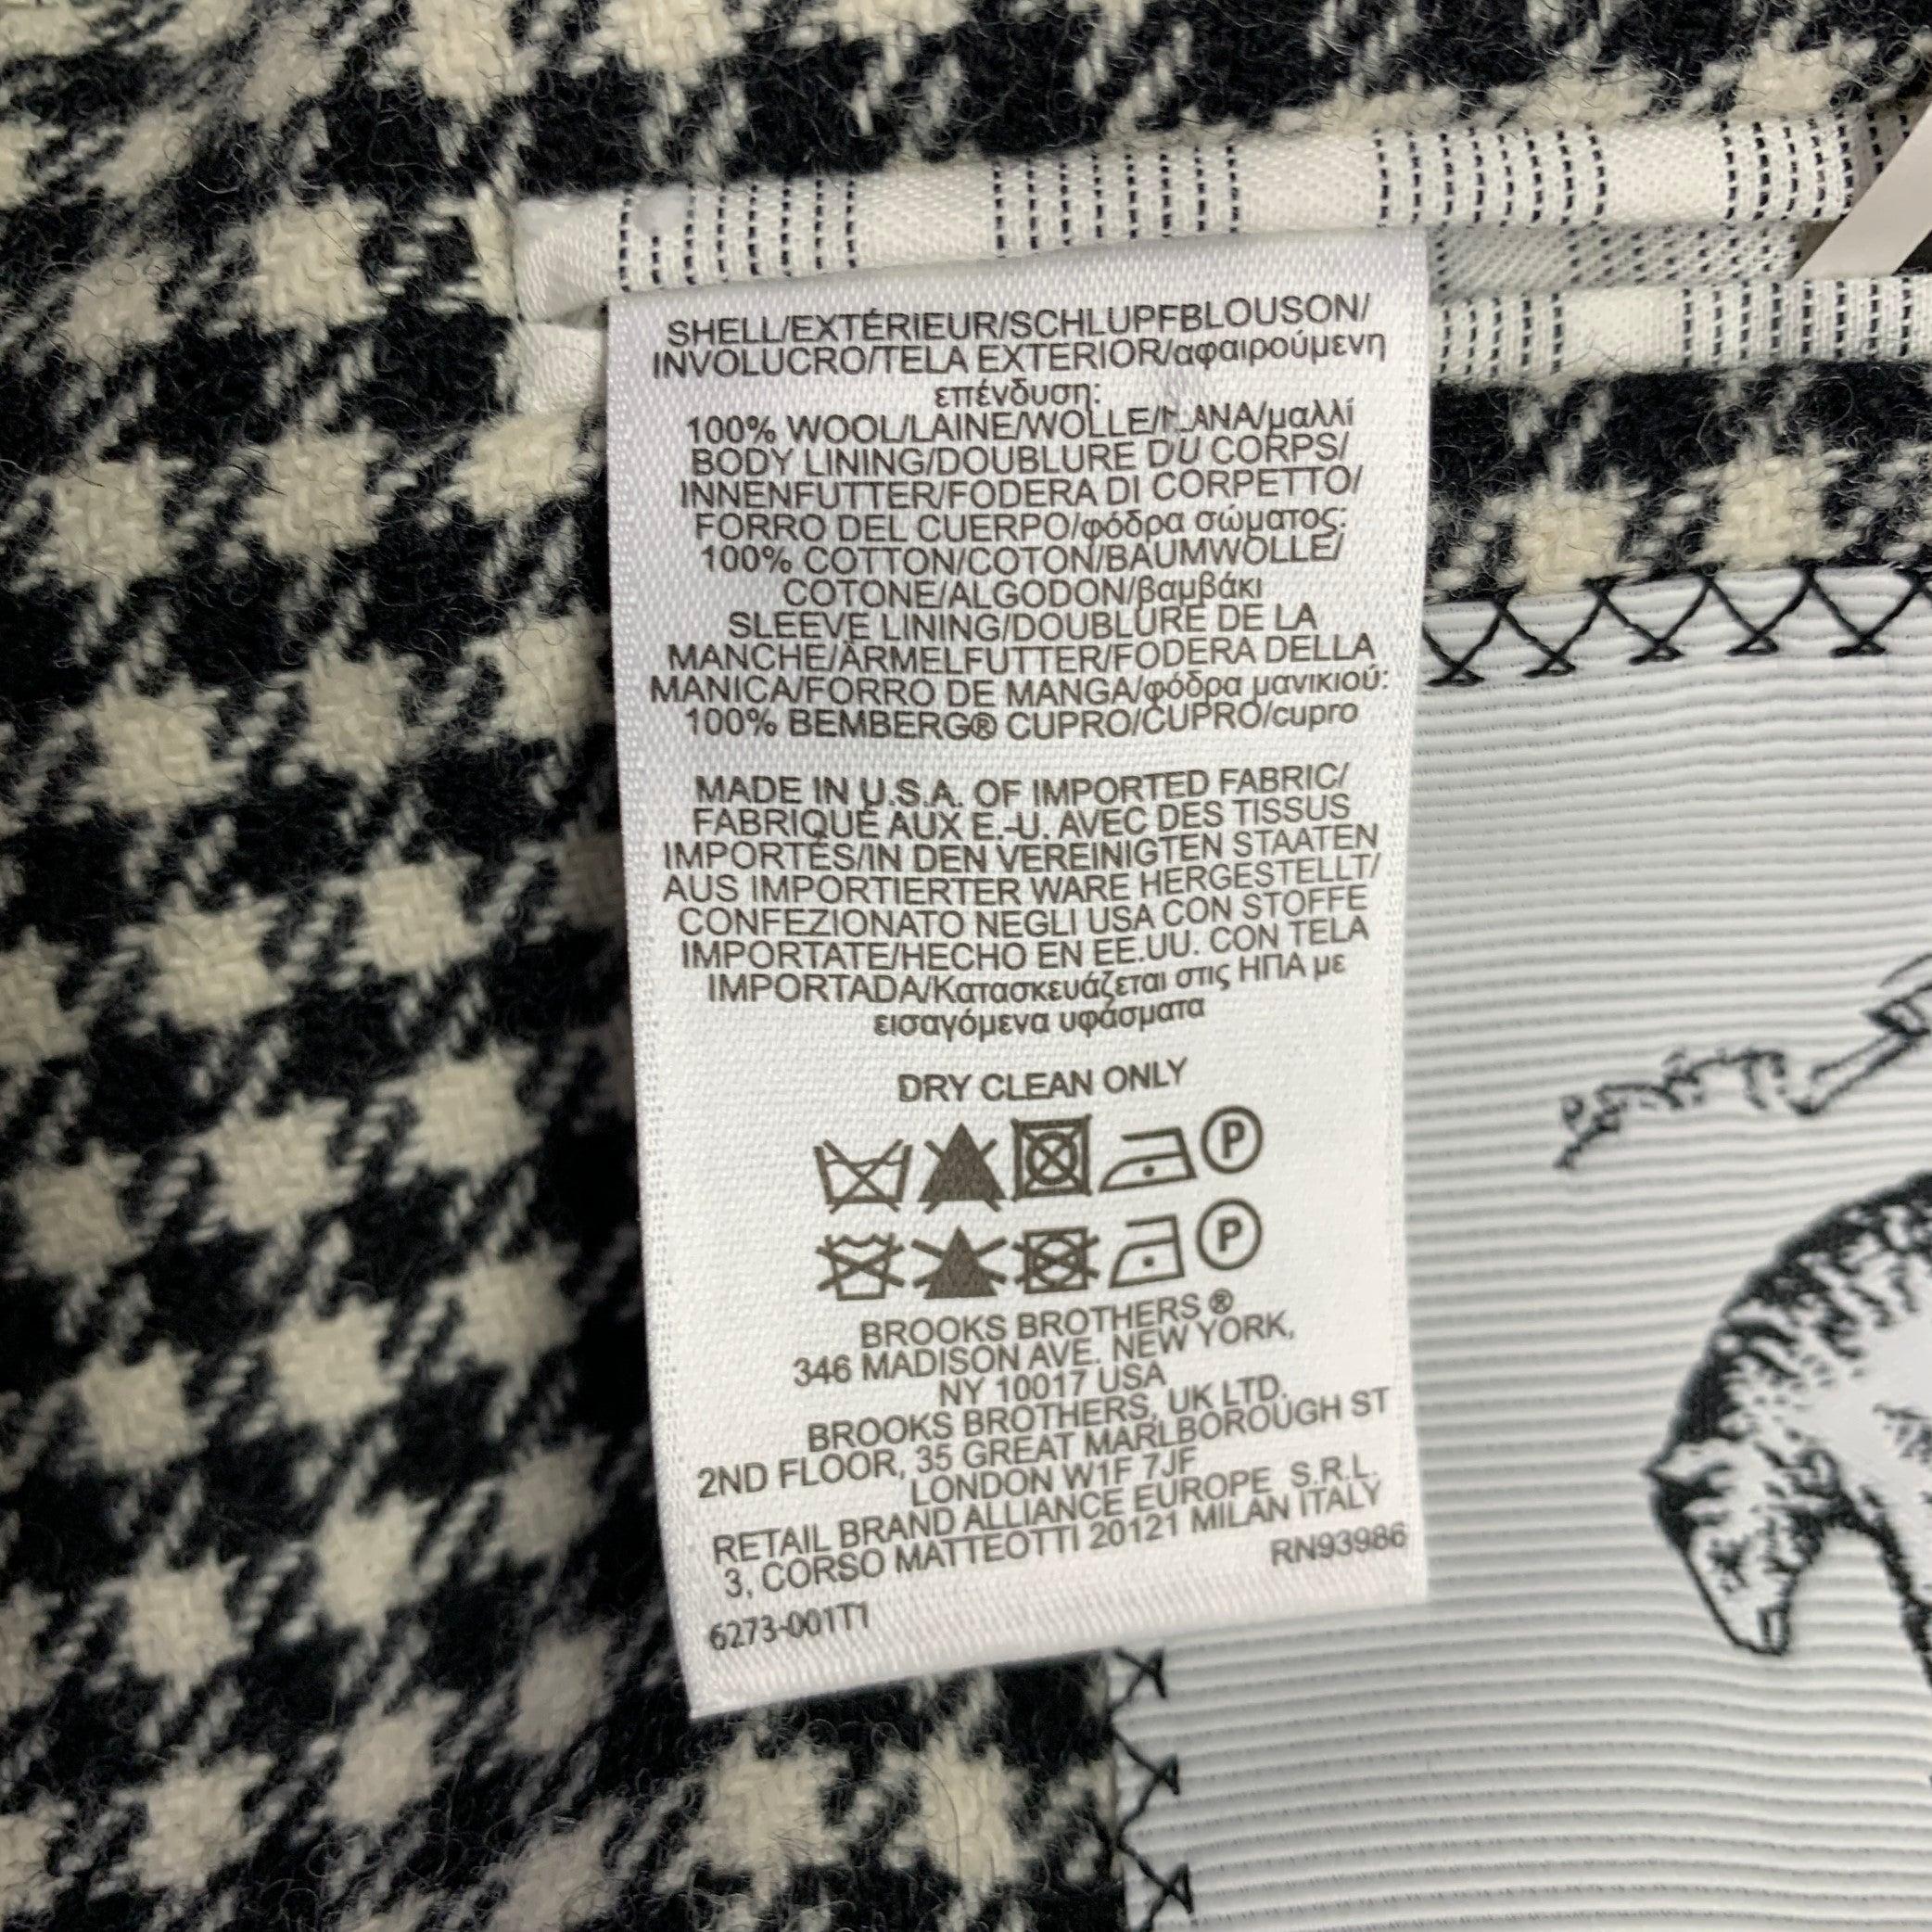 SHELL/EXTÉRIEUR/SCHLUPFBLOUSON/
INVOLUCRO/TELA EXTERIOR/αφαιρούμενη
επένδυση:
100% WOOL/LAINE/WOLLE/LANA/μαλλί
BODY LINING/DOUBLURE DU CORPS/
INNENFUTTER/FODERA DI CORPETTO/
FORRO DEL CUERPO/φόδρα σώματος:
100% COTTON/COTON/BAUMWOLLE/
COTONE/ALGODON/βαμβάκι
SLEEVE LINING/DOUBLURE DE LA
MANCHE/ÄRMELFUTTER/FODERA DELLA
MANICA/FORRO DE MANGA/φόδρα μανικιού:
100% BEMBERG® CUPRO/CUPRO/cupro
MADE IN U.S.A. OF IMPORTED FABRIC/
FABRIQUÉ AUX E.-U. AVEC DES TISSUS
IMPORTÉS/IN DEN VEREINIGTEN STAATEN
AUS IMPORTIERTER WARE HERGESTELLT/
CONFEZIONATO NEGLI USA CON STOFFE
IMPORTATE/HECHO EN EE.UU. CON TELA
IMPORTADA/Κατασκευάζεται στις ΗΠΑ με
εισαγόμενα υφάσματα
DRY CLEAN ONLY
P
P
BROOKS BROTHERS ®
346 MADISON AVE. NEW YORK,
NY 10017 USA
BROOKS BROTHERS, UK LTD.
2ND FLOOR, 35 GREAT MARLBOROUGH ST
LONDON W1F 7JF
RETAIL BRAND ALLIANCE EUROPE S.R.L.
3, CORSO MATTEOTTI 20121 MILAN ITALY
RN93986
6273-001T1